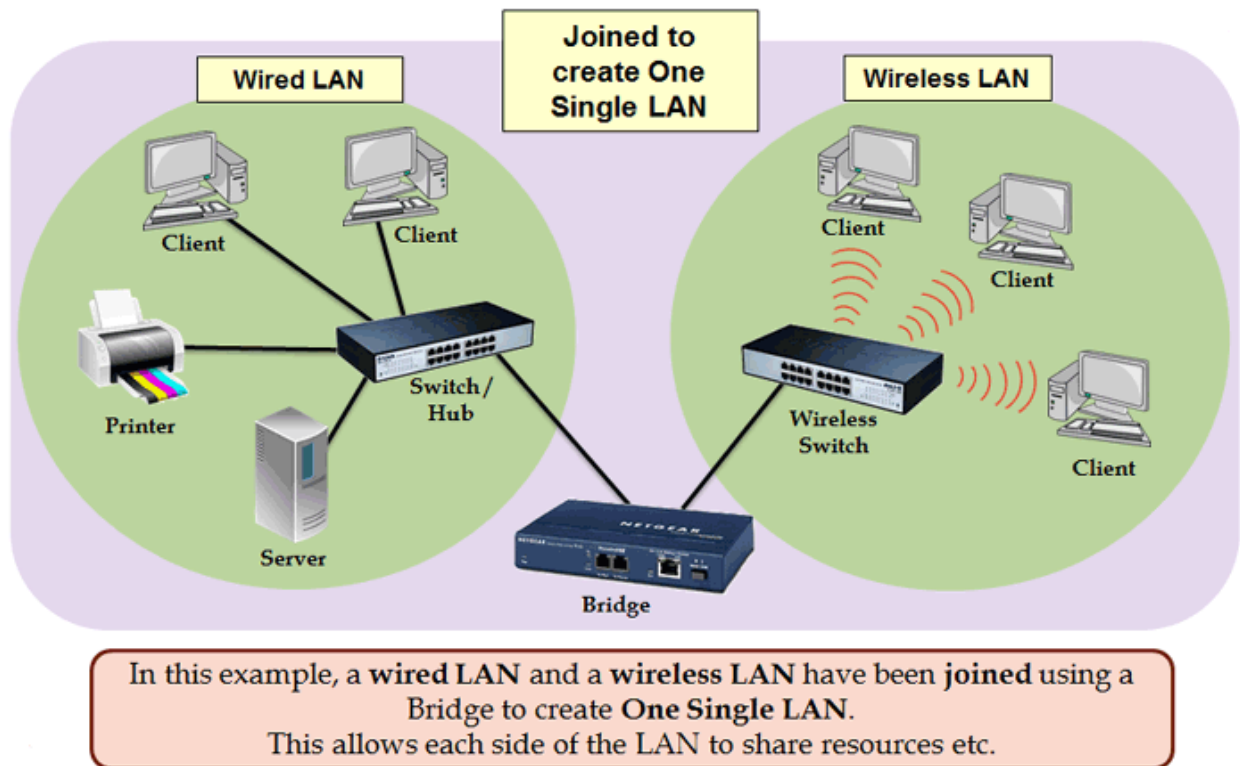 Joined to
create One
Single LAN
Wired LAN
Wireless LAN
Client
Client
Client
Client
Printer
Switch /
Hub
Wireless
Switch
Client
Server
NETGEAR
NETGEAR
Bridge
In this example, a wired LAN and a wireless LAN have been joined using a
Bridge to create One Single LAN.
This allows each side of the LAN to share resources etc.